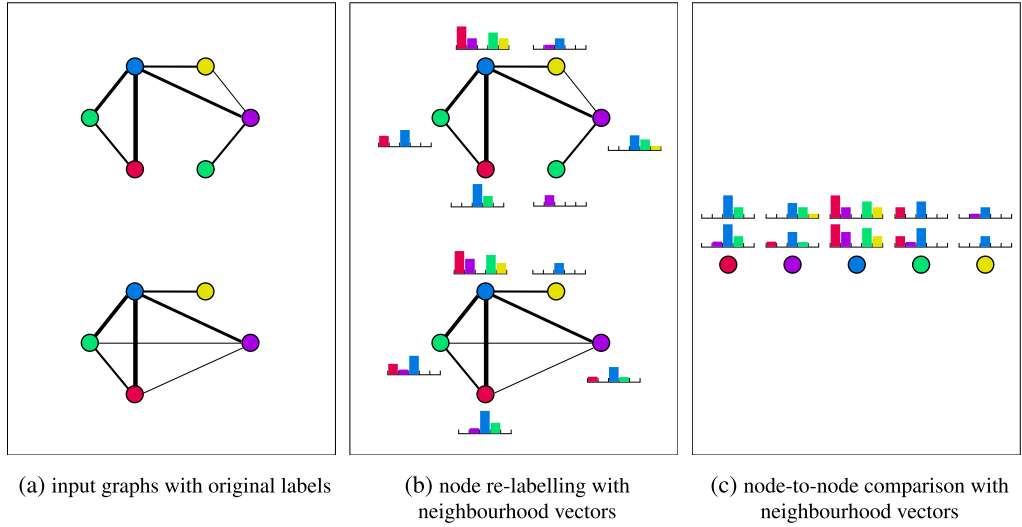 (a) input graphs with original labels
(b) node re-labelling with
neighbourhood vectors
(c) node-to-node comparison with
neighbourhood vectors